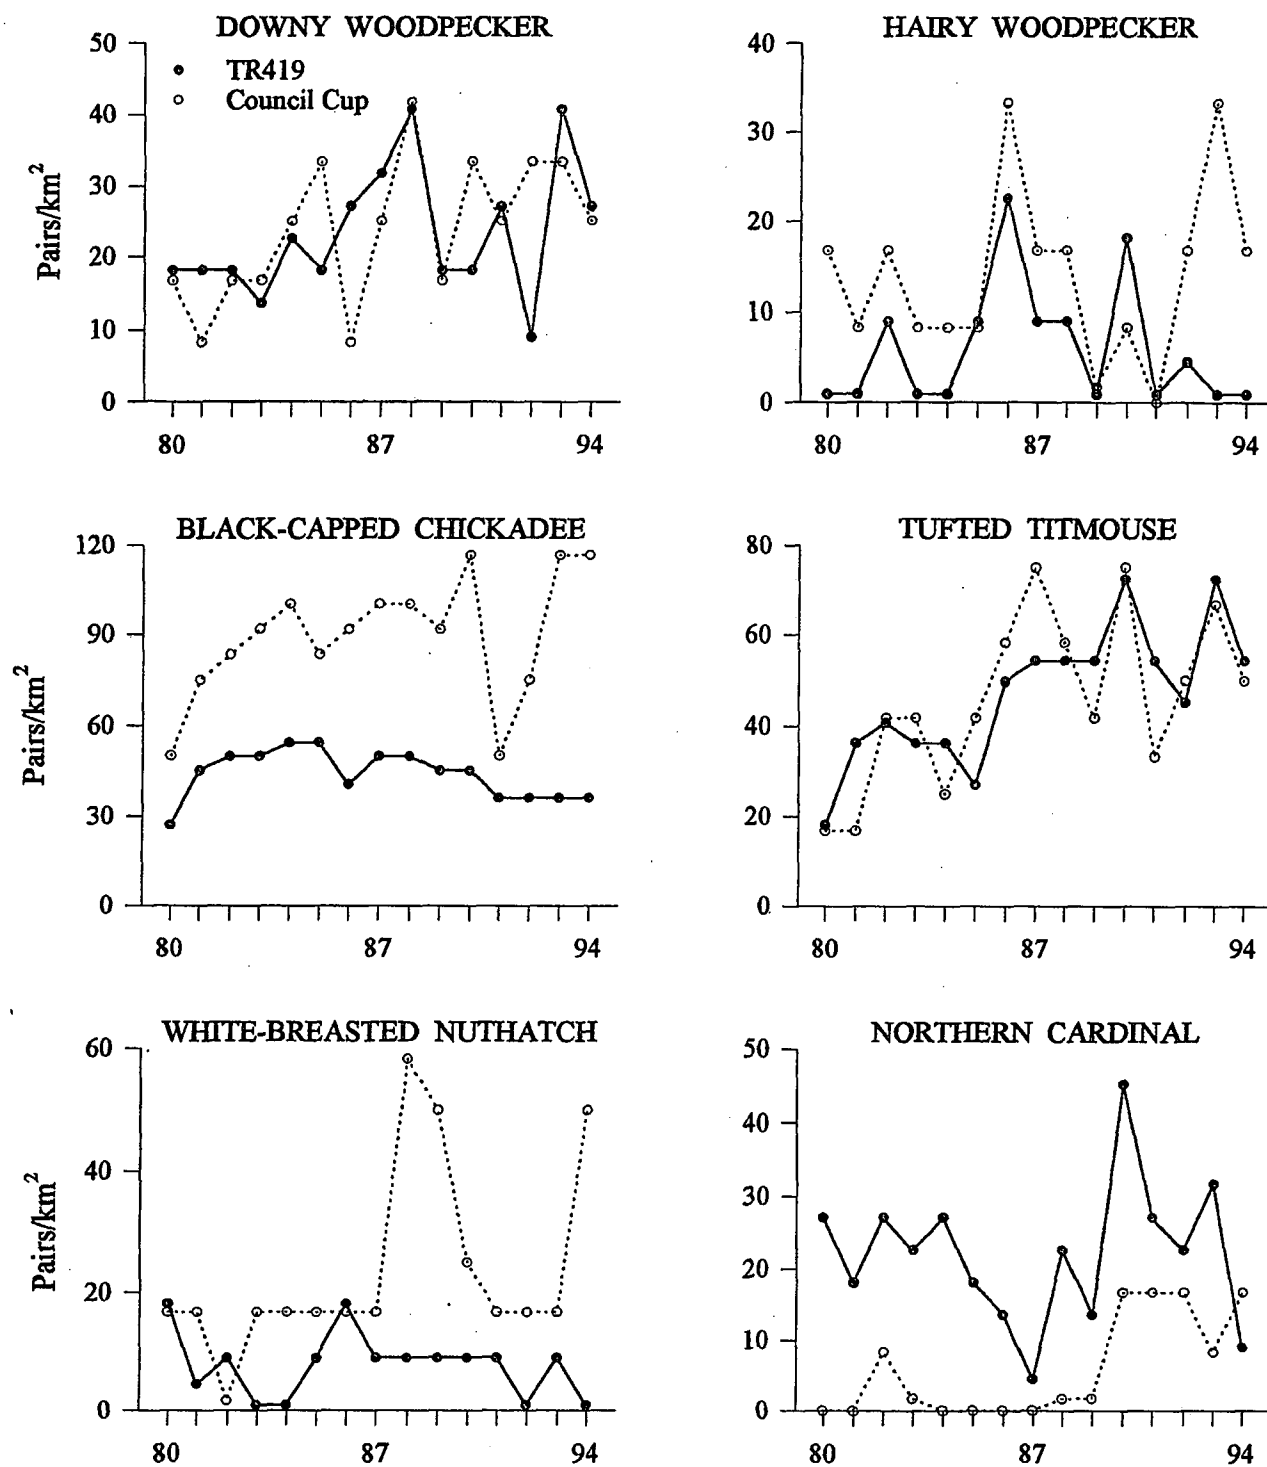 DOWNY WOODPECKER
50
40
30
20
10
0
Pairs/km²
TR419
Council Cup
80 87 94
HAIRY WOODPECKER
40
30
20
10
0
80 87 94
BLACK-CAPPED CHICKADEE
120
90
60
30
0
Pairs/km²
80 87 94
TUFTED TITMOUSE
80
60
40
20
0
80 87 94
WHITE-BREASTED NUTHATCH
60
40
20
0
Pairs/km²
80 87 94
NORTHERN CARDINAL
50
40
30
20
10
0
80 87 94